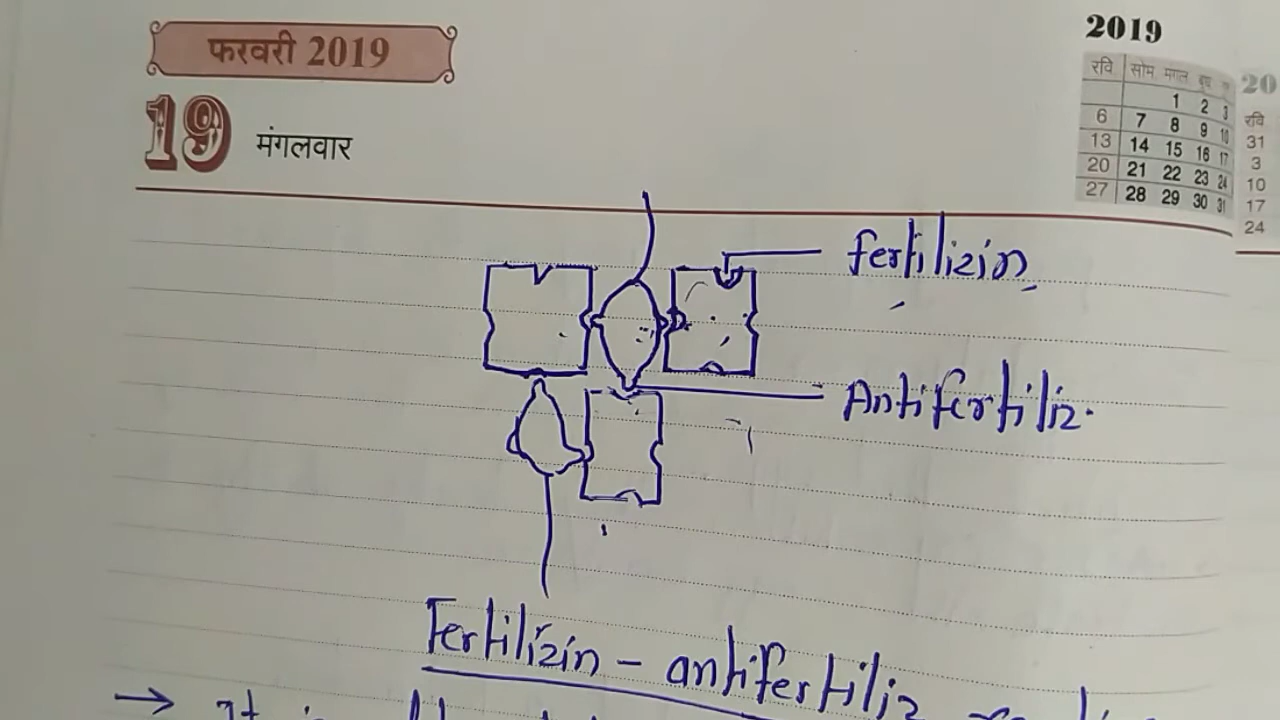 फरवरी 2019
19 मंगलवार
2019
रवि सोम मंगल बुध
1 2 3
6 7 8 9 10
13 14 15 16 17
20 21 22 23 24
27 28 29 30 31
20
रवि
31
3
10
17
24
fertilizin
Antifertiliz.
Fertilizin - antifertiliz
→ It is